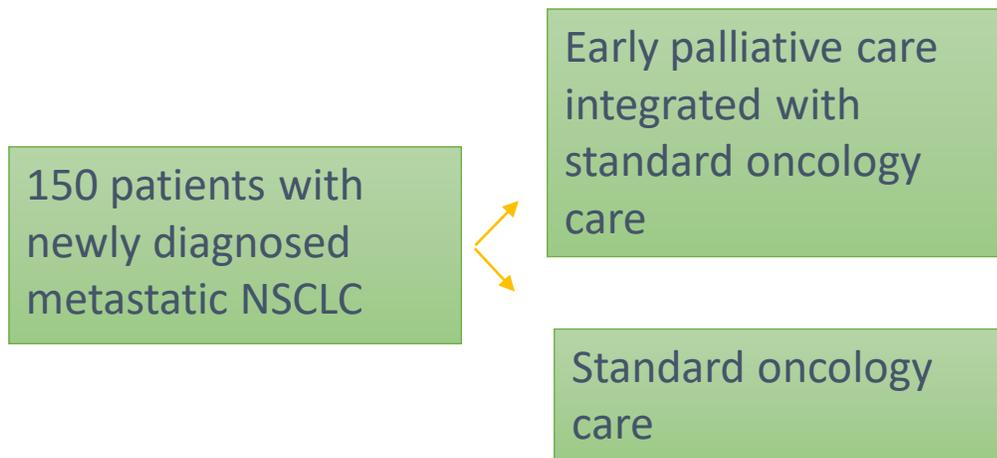 150 patients with
newly diagnosed
metastatic NSCLC
Early palliative care
integrated with
standard oncology
care
Standard oncology
care